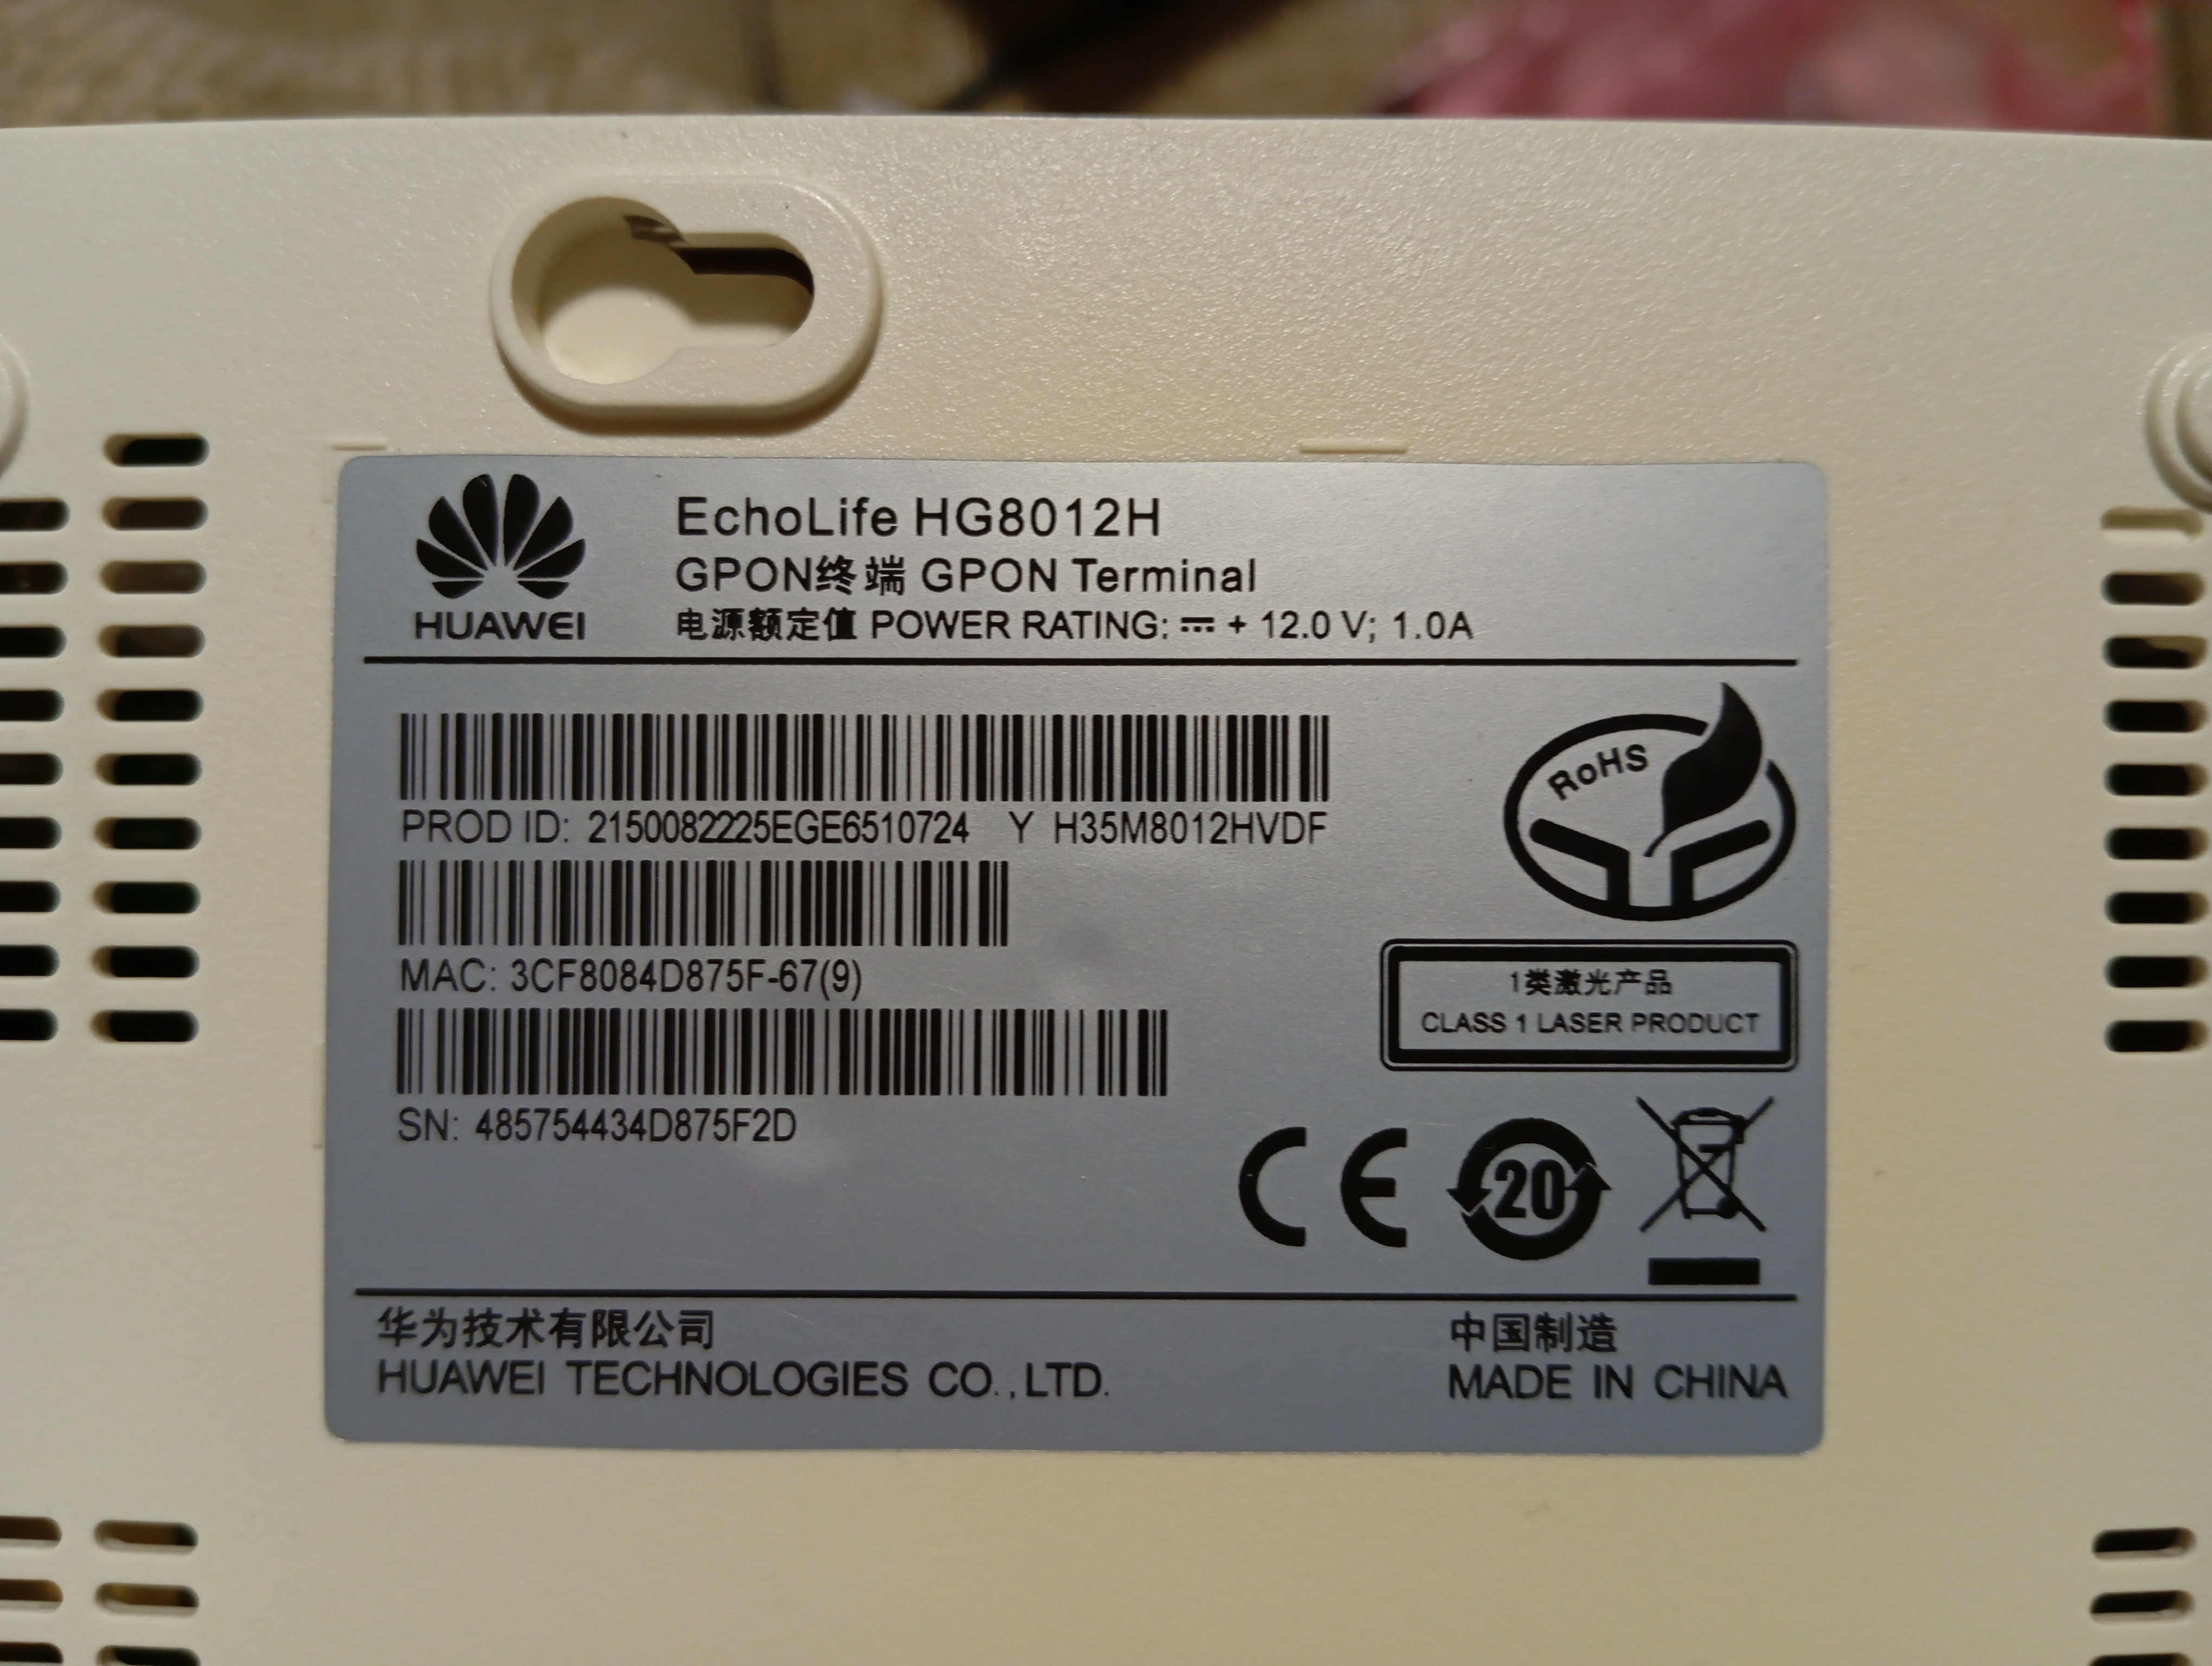 HUAWEI
EchoLife HG8012H
GPON终端 GPON Terminal
电源额定值 POWER RATING: ⎓ + 12.0 V; 1.0A
PROD ID: 2150082225EGE6510724 Y H35M8012HVDF
RoHS
MAC: 3CF8084D875F-67(9)
1类激光产品
CLASS 1 LASER PRODUCT
SN: 485754434D875F2D
CE
20
华为技术有限公司
HUAWEI TECHNOLOGIES CO.,LTD.
中国制造
MADE IN CHINA